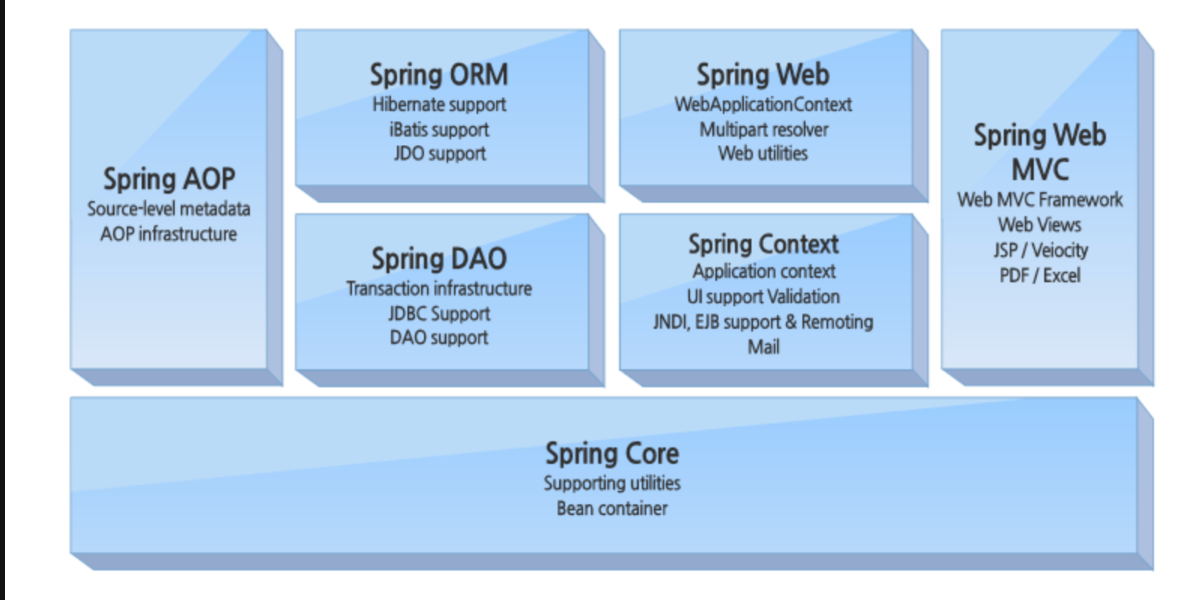 Spring AOP
Source-level metadata
AOP infrastructure
Spring ORM
Hibernate support
iBatis support
JDO support
Spring Web
WebApplicationContext
Multipart resolver
Web utilities
Spring DAO
Transaction infrastructure
JDBC Support
DAO support
Spring Context
Application context
UI support Validation
JNDI, EJB support & Remoting
Mail
Spring Web
MVC
Web MVC Framework
Web Views
JSP / Veiocity
PDF / Excel
Spring Core
Supporting utilities
Bean container